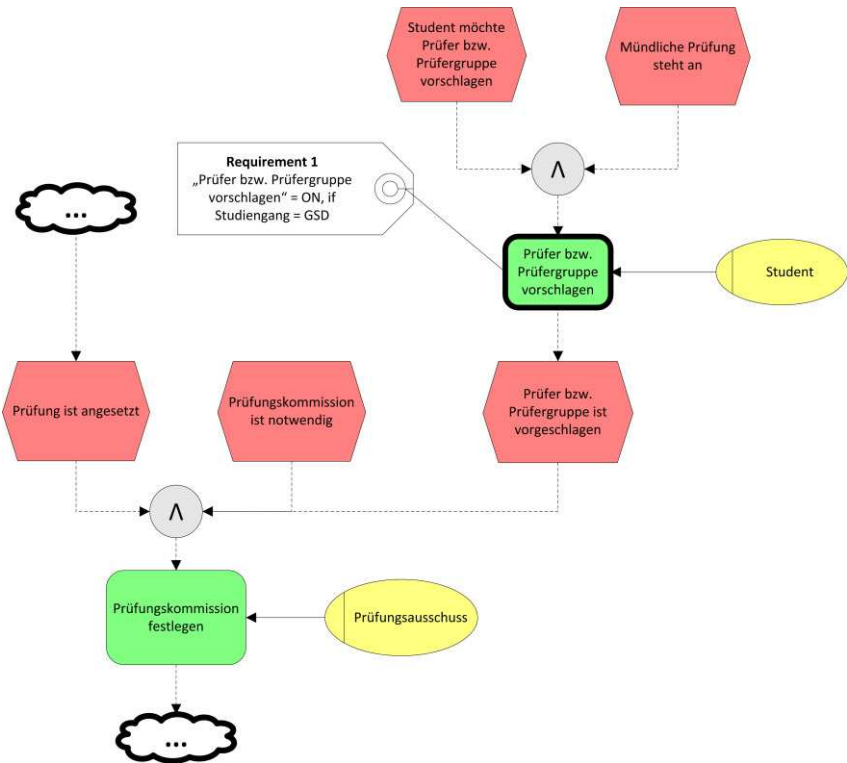 Student möchte
Prüfer bzw.
Prüfergruppe
vorschlagen
Mündliche Prüfung
steht an
Requirement 1
„Prüfer bzw. Prüfergruppe
vorschlagen“ = ON, if
Studiengang = GSD
Λ
...
Prüfer bzw.
Prüfergruppe
vorschlagen
Student
Prüfung ist angesetzt
Prüfungskommission
ist notwendig
Prüfer bzw.
Prüfergruppe ist
vorgeschlagen
Λ
Prüfungskommission
festlegen
Prüfungsausschuss
...